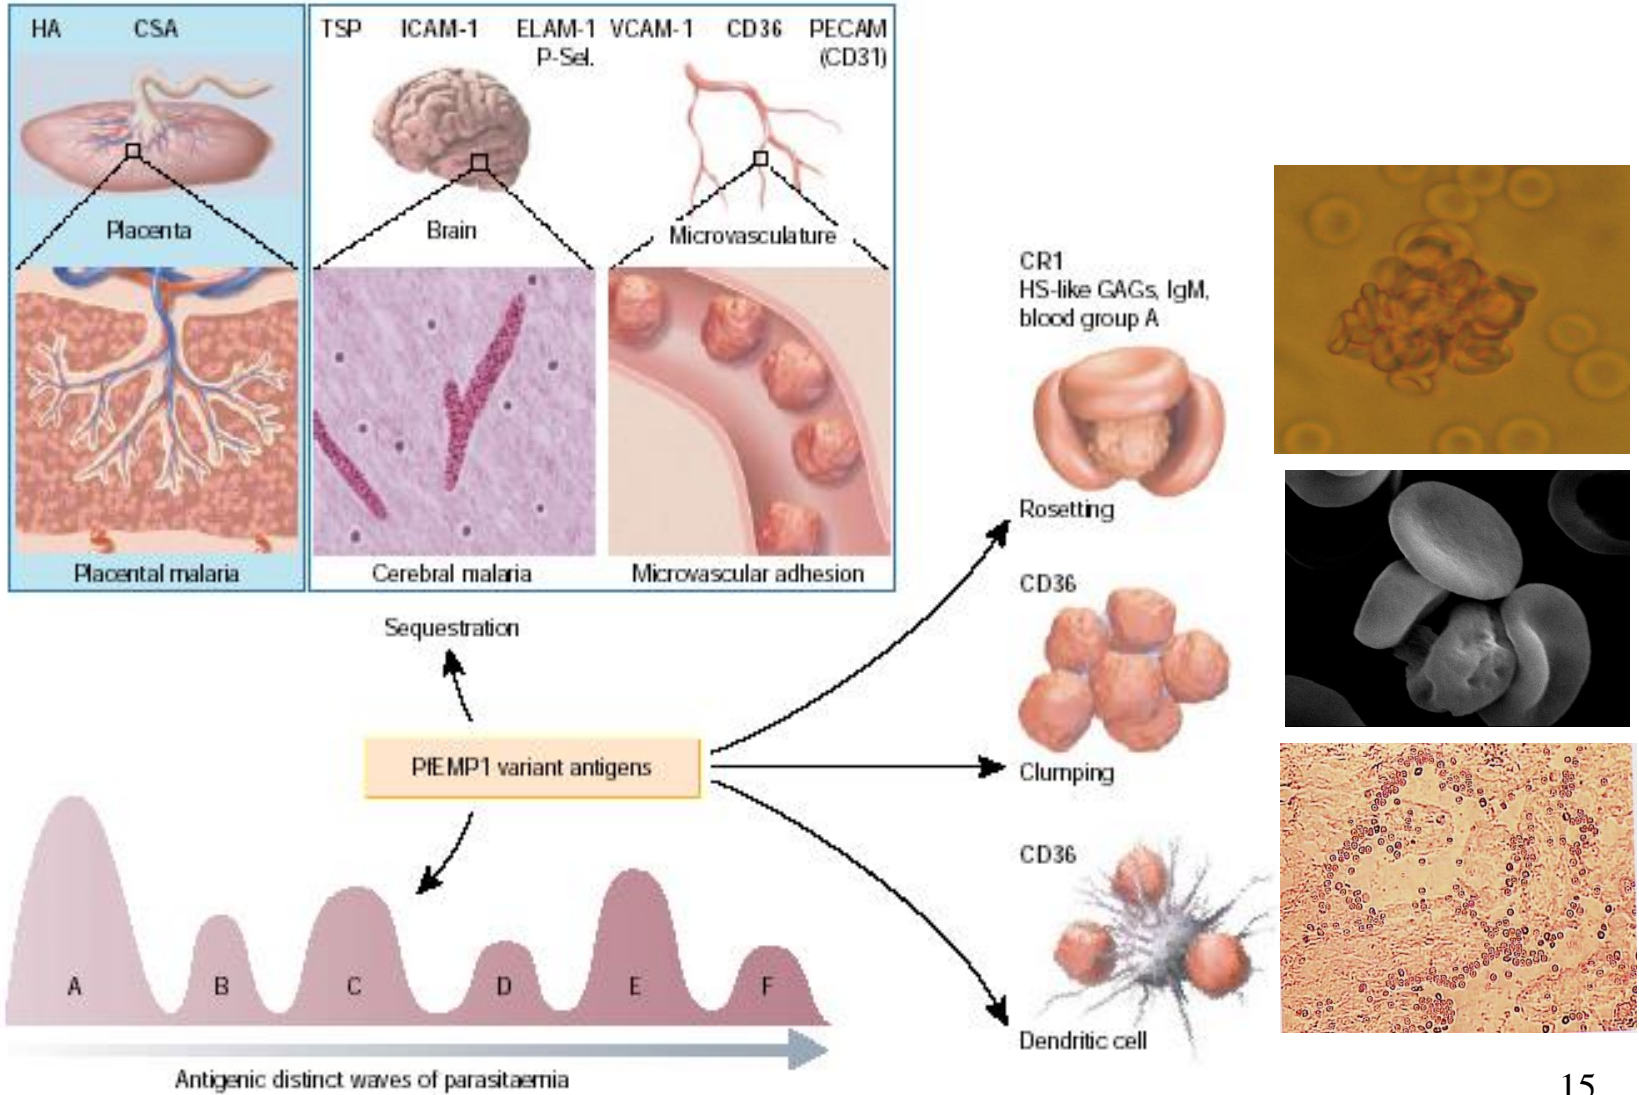 HA CSA
TSP ICAM-1 ELAM-1 VCAM-1 CD36 PECAM
P-Sel. (CD31)
Placenta
Brain
Microvasculature
Placental malaria
Cerebral malaria
Microvascular adhesion
Sequestration
PfEMP1 variant antigens
CR1
HS-like GAGs, IgM,
blood group A
Rosetting
CD36
Clumping
CD36
Dendritic cell
A B C D E F
Antigenic distinct waves of parasitaemia
15